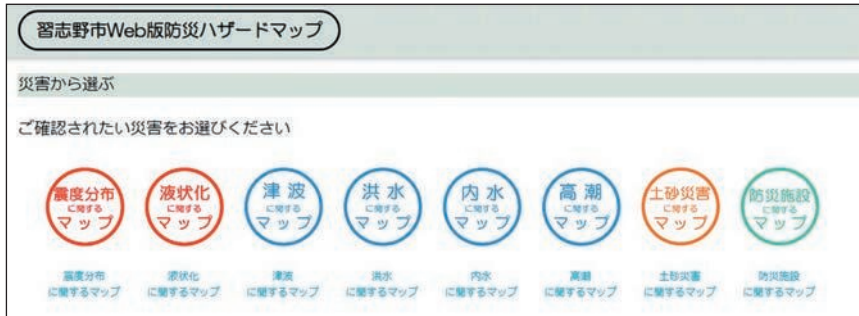 習志野市Web版防災ハザードマップ
災害から選ぶ
ご確認されたい災害をお選びください
震度分布
に関する
マップ
液状化
に関する
マップ
津波
に関する
マップ
洪水
に関する
マップ
内水
に関する
マップ
高潮
に関する
マップ
土砂災害
に関する
マップ
防災施設
に関する
マップ
震度分布
に関するマップ
液状化
に関するマップ
津波
に関するマップ
洪水
に関するマップ
内水
に関するマップ
高潮
に関するマップ
土砂災害
に関するマップ
防災施設
に関するマップ